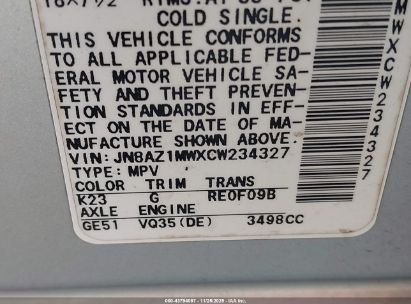 COLD SINGLE.
THIS VEHICLE CONFORMS
TO ALL APPLICABLE FED-
ERAL MOTOR VEHICLE SA-
FETY AND THEFT PREVEN-
TION STANDARDS IN EFF-
ECT ON THE DATE OF MA-
NUFACTURE SHOWN ABOVE.
VIN: JN8AZ1MWXCW234327
TYPE: MPV
COLOR TRIM TRANS
K23 G RE0F09B
AXLE ENGINE
GE51 VQ35(DE) 3498CC
MWXCW234327